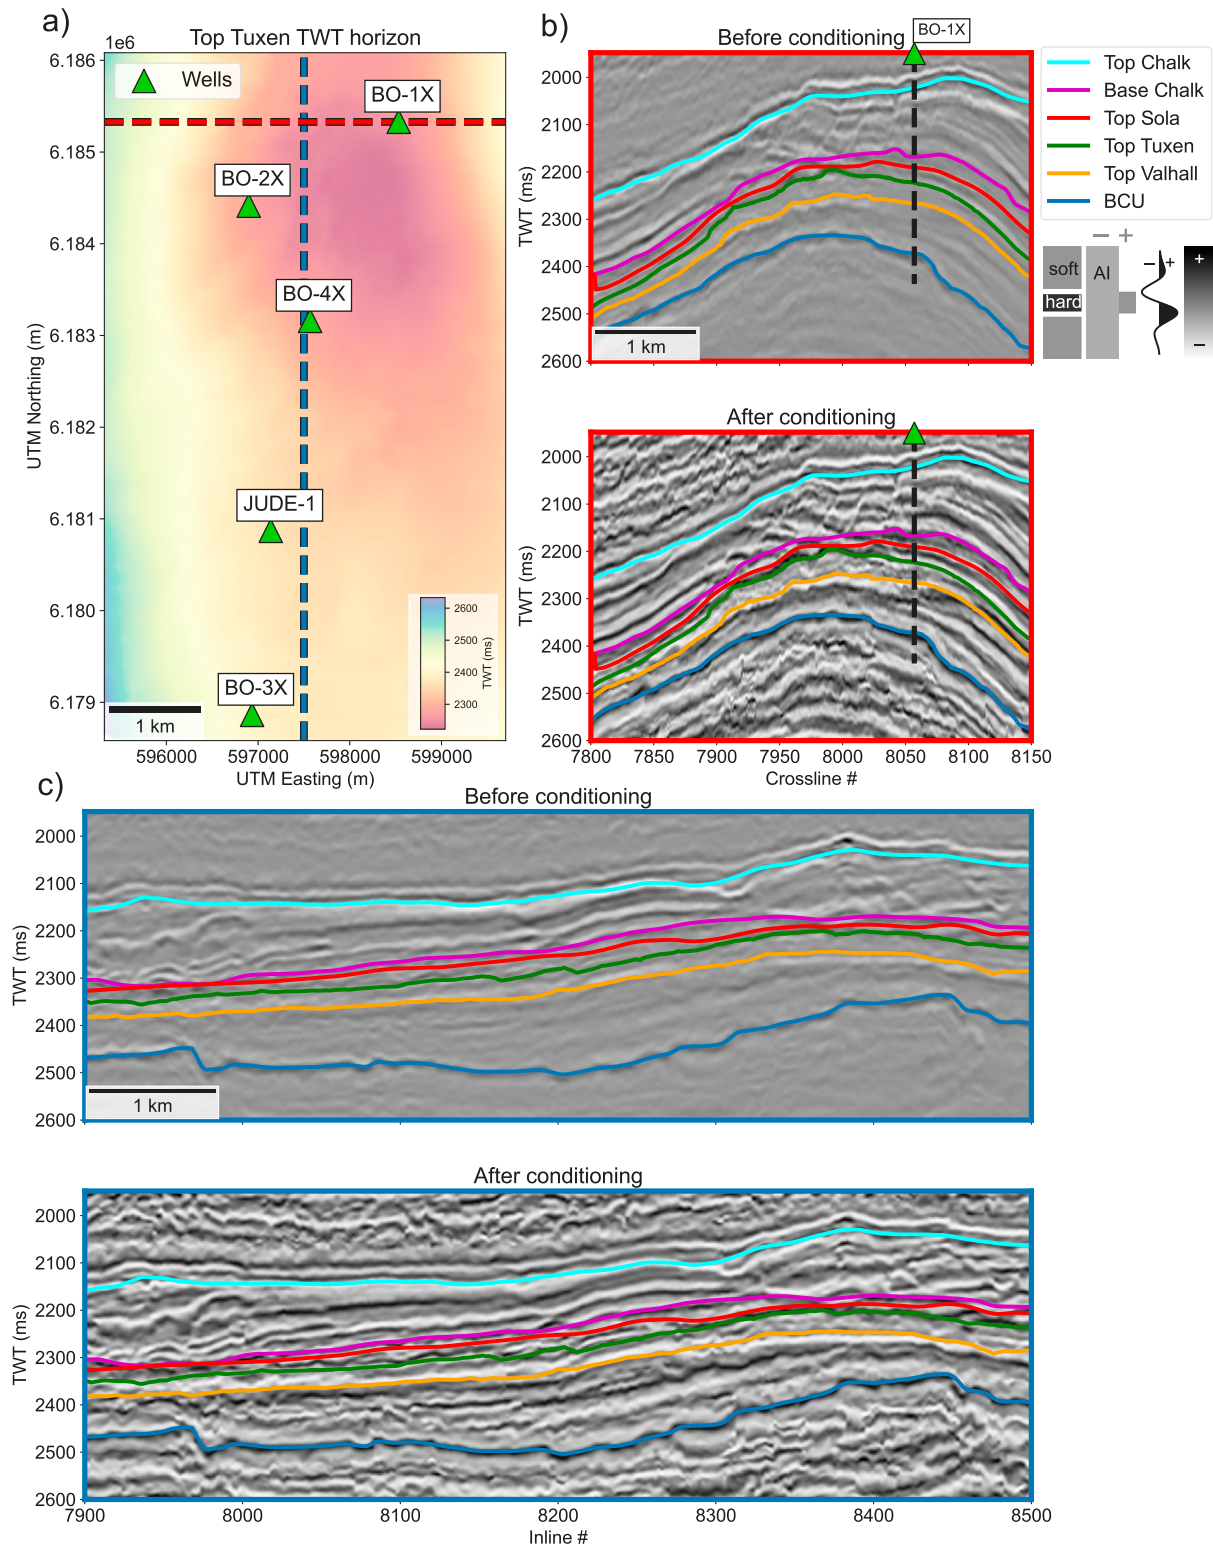 a)
Top Tuxen TWT horizon
1e6
Wells
BO-1X
BO-2X
BO-4X
JUDE-1
BO-3X
6.186
6.185
6.184
6.183
6.182
6.181
6.180
6.179
UTM Northing (m)
1 km
2600
2500
2400
2300
TWT (ms)
596000 597000 598000 599000
UTM Easting (m)
b)
Before conditioning
BO-1X
2000
2100
2200
2300
2400
2500
2600
TWT (ms)
1 km
Top Chalk
Base Chalk
Top Sola
Top Tuxen
Top Valhall
BCU
− +
soft
hard
AI
− +
+
−
After conditioning
2000
2100
2200
2300
2400
2500
2600
TWT (ms)
7800 7850 7900 7950 8000 8050 8100 8150
Crossline #
c)
Before conditioning
2000
2100
2200
2300
2400
2500
2600
TWT (ms)
1 km
After conditioning
2000
2100
2200
2300
2400
2500
2600
TWT (ms)
7900 8000 8100 8200 8300 8400 8500
Inline #